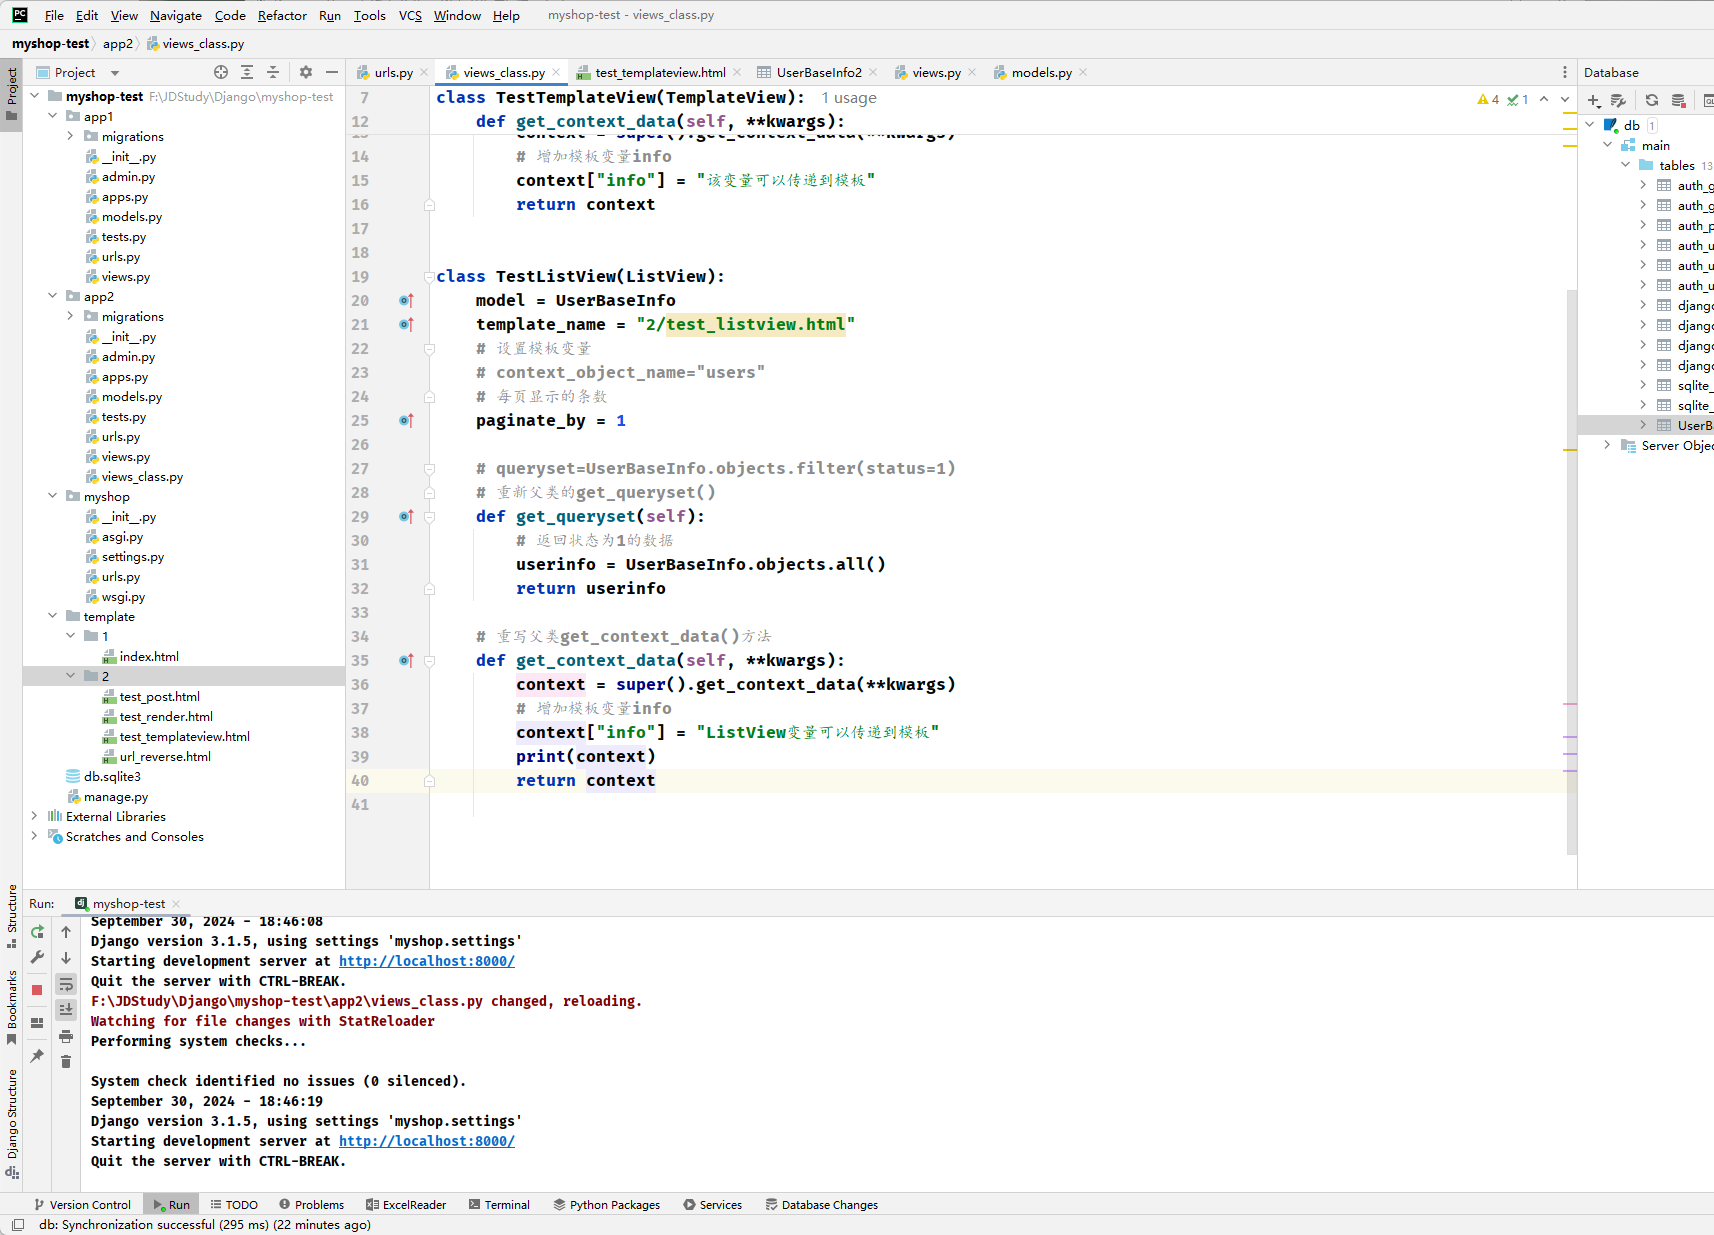 File Edit View Navigate Code Refactor Run Tools VCS Window Help myshop-test - views_class.py
myshop-test app2 views_class.py
Project
Project
urls.py views_class.py test_templateview.html UserBaseInfo2 views.py models.py
Database
myshop-test F:\JDStudy\Django\myshop-test
app1
migrations
__init__.py
admin.py
apps.py
models.py
tests.py
urls.py
views.py
app2
migrations
__init__.py
admin.py
apps.py
models.py
tests.py
urls.py
views.py
views_class.py
myshop
__init__.py
asgi.py
settings.py
urls.py
wsgi.py
template
1
index.html
2
test_post.html
test_render.html
test_templateview.html
url_reverse.html
db.sqlite3
manage.py
External Libraries
Scratches and Consoles
7 class TestTemplateView(TemplateView): 1 usage
4 1
12 def get_context_data(self, **kwargs):
13 context = super().get_context_data(**kwargs)
14 # 增加模板变量info
15 context["info"] = "该变量可以传递到模板"
16 return context
17
18
19 class TestListView(ListView):
20 model = UserBaseInfo
21 template_name = "2/test_listview.html"
22 # 设置模板变量
23 # context_object_name="users"
24 # 每页显示的条数
25 paginate_by = 1
26
27 # queryset=UserBaseInfo.objects.filter(status=1)
28 # 重新父类的get_queryset()
29 def get_queryset(self):
30 # 返回状态为1的数据
31 userinfo = UserBaseInfo.objects.all()
32 return userinfo
33
34 # 重写父类get_context_data()方法
35 def get_context_data(self, **kwargs):
36 context = super().get_context_data(**kwargs)
37 # 增加模板变量info
38 context["info"] = "ListView变量可以传递到模板"
39 print(context)
40 return context
41
db 1
main
tables 13
auth_g
auth_g
auth_p
auth_u
auth_u
auth_u
django
django
django
django
sqlite_
sqlite_
UserB
Server Objec
Structure
Bookmarks
Django Structure
Run: myshop-test
September 30, 2024 - 18:46:08
Django version 3.1.5, using settings 'myshop.settings'
Starting development server at http://localhost:8000/
Quit the server with CTRL-BREAK.
F:\JDStudy\Django\myshop-test\app2\views_class.py changed, reloading.
Watching for file changes with StatReloader
Performing system checks...
System check identified no issues (0 silenced).
September 30, 2024 - 18:46:19
Django version 3.1.5, using settings 'myshop.settings'
Starting development server at http://localhost:8000/
Quit the server with CTRL-BREAK.
Version Control Run TODO Problems ExcelReader Terminal Python Packages Services Database Changes
db: Synchronization successful (295 ms) (22 minutes ago)